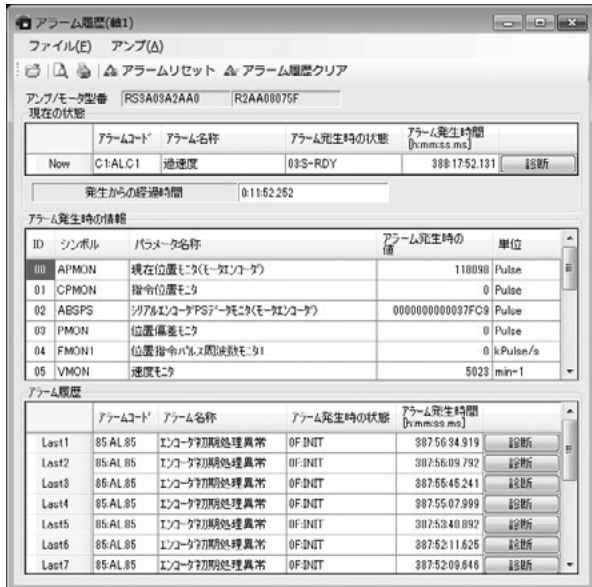 アラーム履歴(軸1)
ファイル(F) アンプ(A)
アラームリセット アラーム履歴クリア
アンプ/モータ型番 RS3A03A2AA0 R2AA08075F
現在の状態
アラームコード アラーム名称 アラーム発生時の状態 アラーム発生時間 [h:mm:ss.ms]
Now C1:AL.C1 過速度 03:S-RDY 388:17:52.131 診断
発生からの経過時間 0:11:52.252
アラーム発生時の情報
ID シンボル パラメータ名称 アラーム発生時の値 単位
00 APMON 現在位置モニタ(モータエンコーダ) 118098 Pulse
01 CPMON 指令位置モニタ 0 Pulse
02 ABSPS シリアルエンコーダPSデータモニタ(モータエンコーダ) 0000000000037FC9 Pulse
03 PMON 位置偏差モニタ 0 Pulse
04 FMON1 位置指令パルス周波数モニタ1 0 kPulse/s
05 VMON 速度モニタ 5023 min-1
アラーム履歴
アラームコード アラーム名称 アラーム発生時の状態 アラーム発生時間 [h:mm:ss.ms]
Last1 85:AL.85 エンコーダ初期処理異常 0F:INIT 387:56:34.919 診断
Last2 85:AL.85 エンコーダ初期処理異常 0F:INIT 387:56:09.792 診断
Last3 85:AL.85 エンコーダ初期処理異常 0F:INIT 387:55:45.241 診断
Last4 85:AL.85 エンコーダ初期処理異常 0F:INIT 387:55:07.999 診断
Last5 85:AL.85 エンコーダ初期処理異常 0F:INIT 387:53:40.892 診断
Last6 85:AL.85 エンコーダ初期処理異常 0F:INIT 387:52:11.625 診断
Last7 85:AL.85 エンコーダ初期処理異常 0F:INIT 387:52:09.646 診断